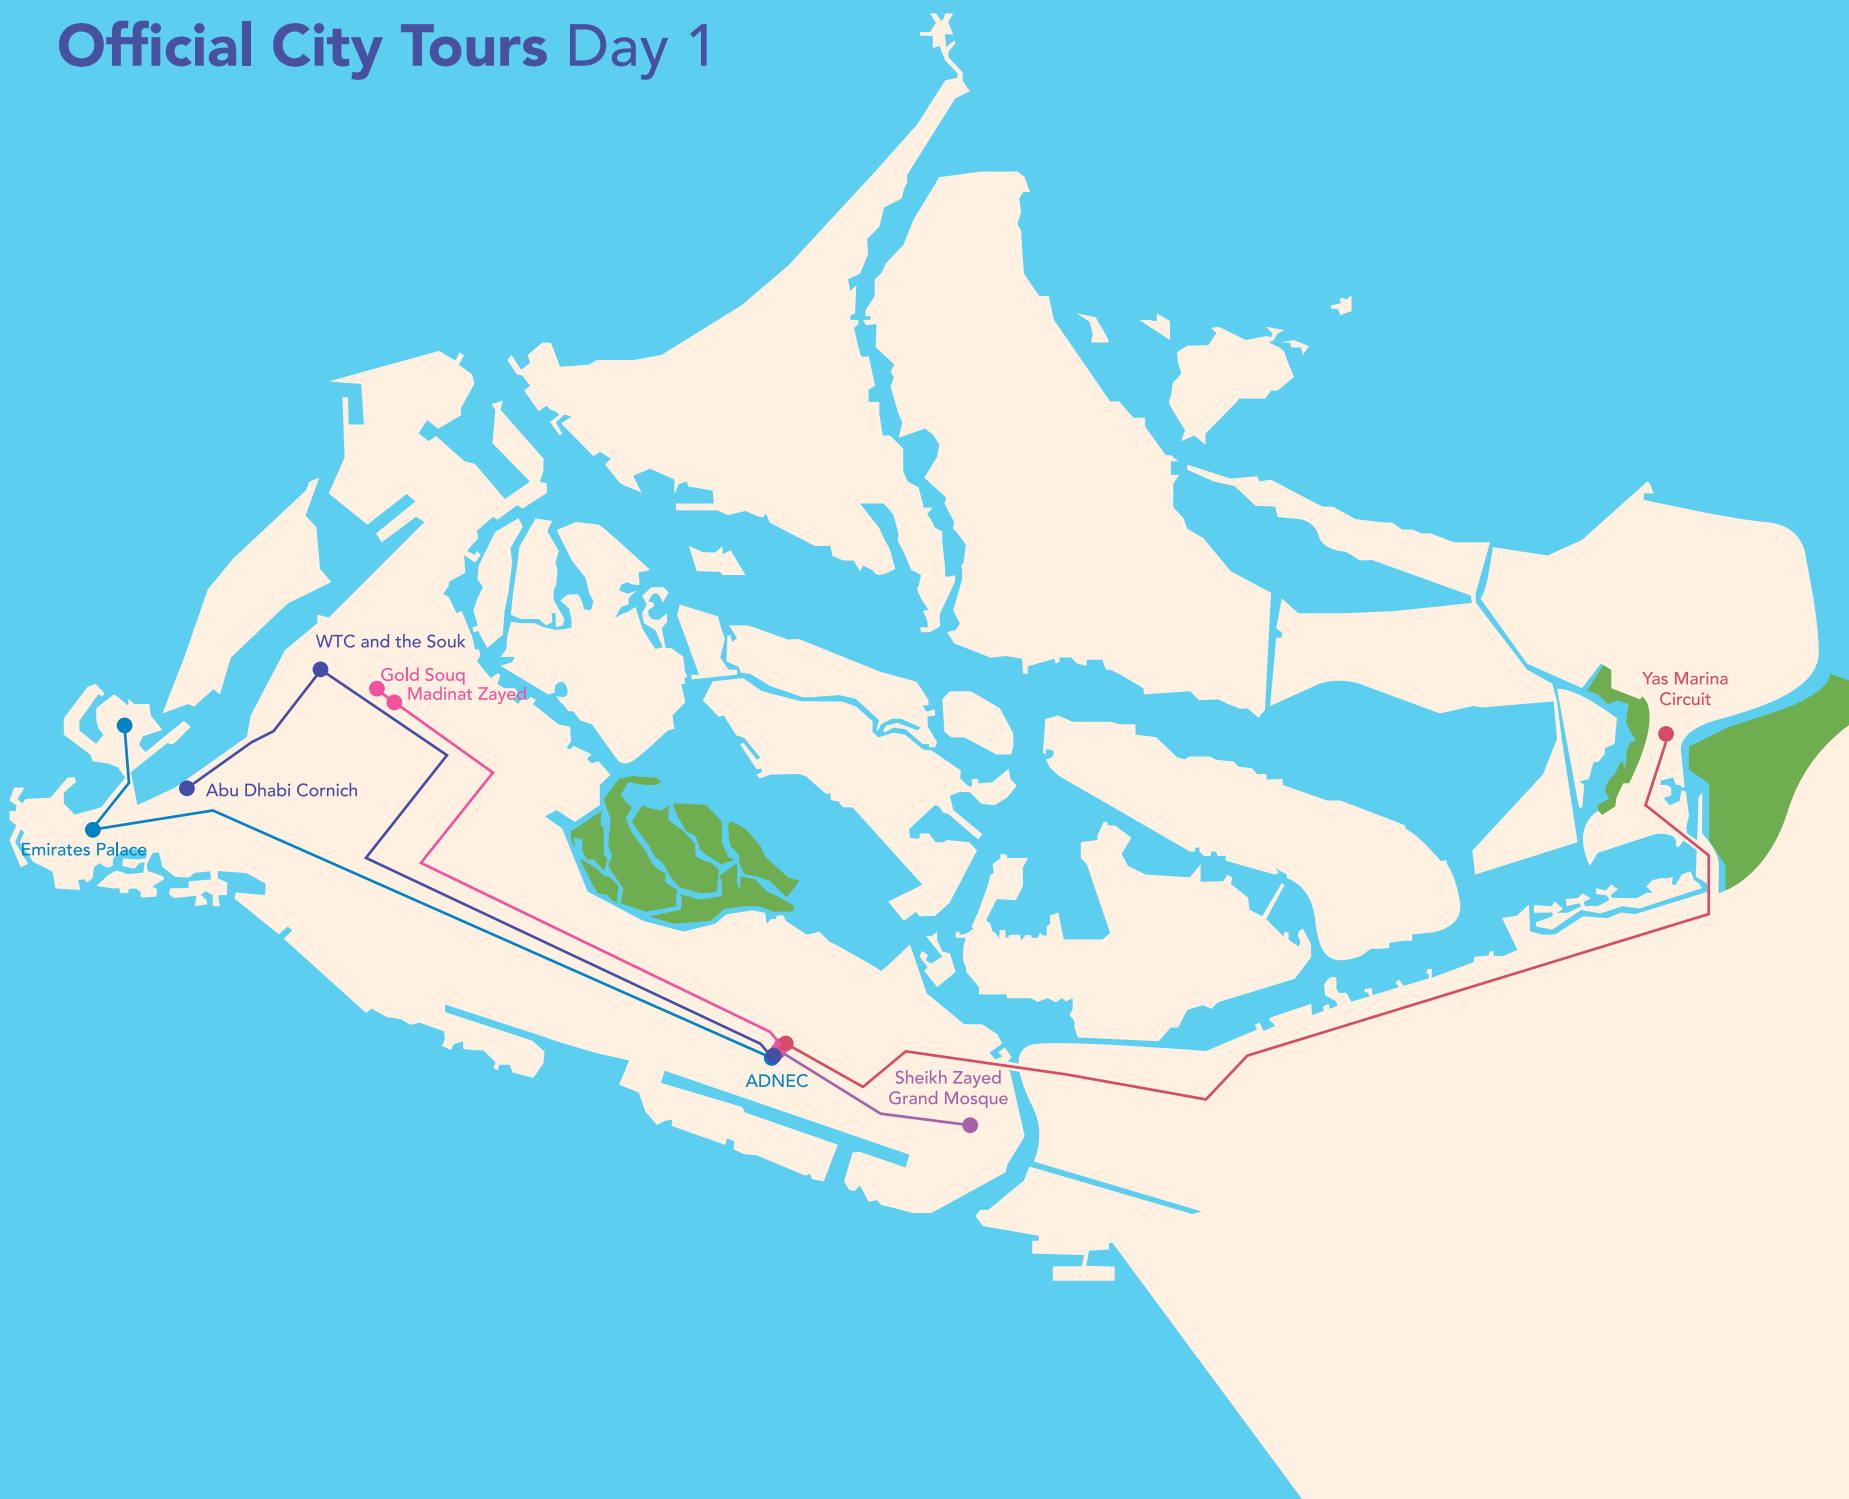 Official City Tours Day 1
WTC and the Souk
Gold Souq
Madinat Zayed
Yas Marina
Circuit
Abu Dhabi Cornich
Emirates Palace
ADNEC
Sheikh Zayed
Grand Mosque